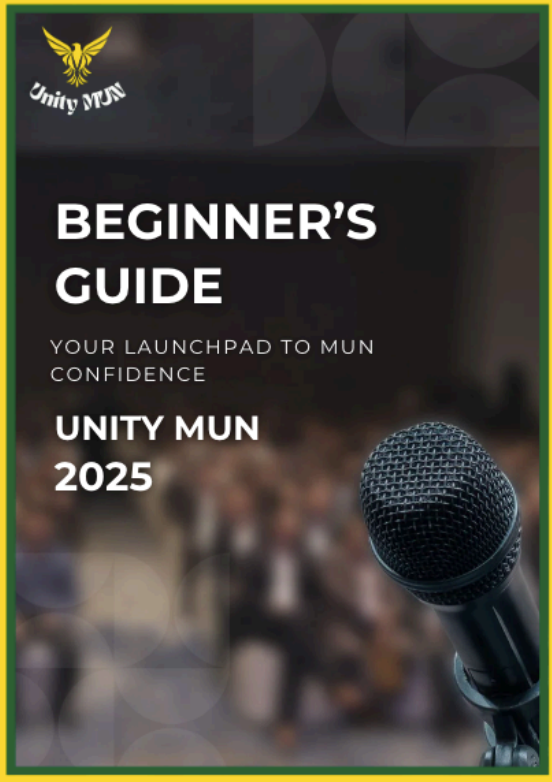 Unity MUN
BEGINNER’S
GUIDE
YOUR LAUNCHPAD TO MUN
CONFIDENCE
UNITY MUN
2025